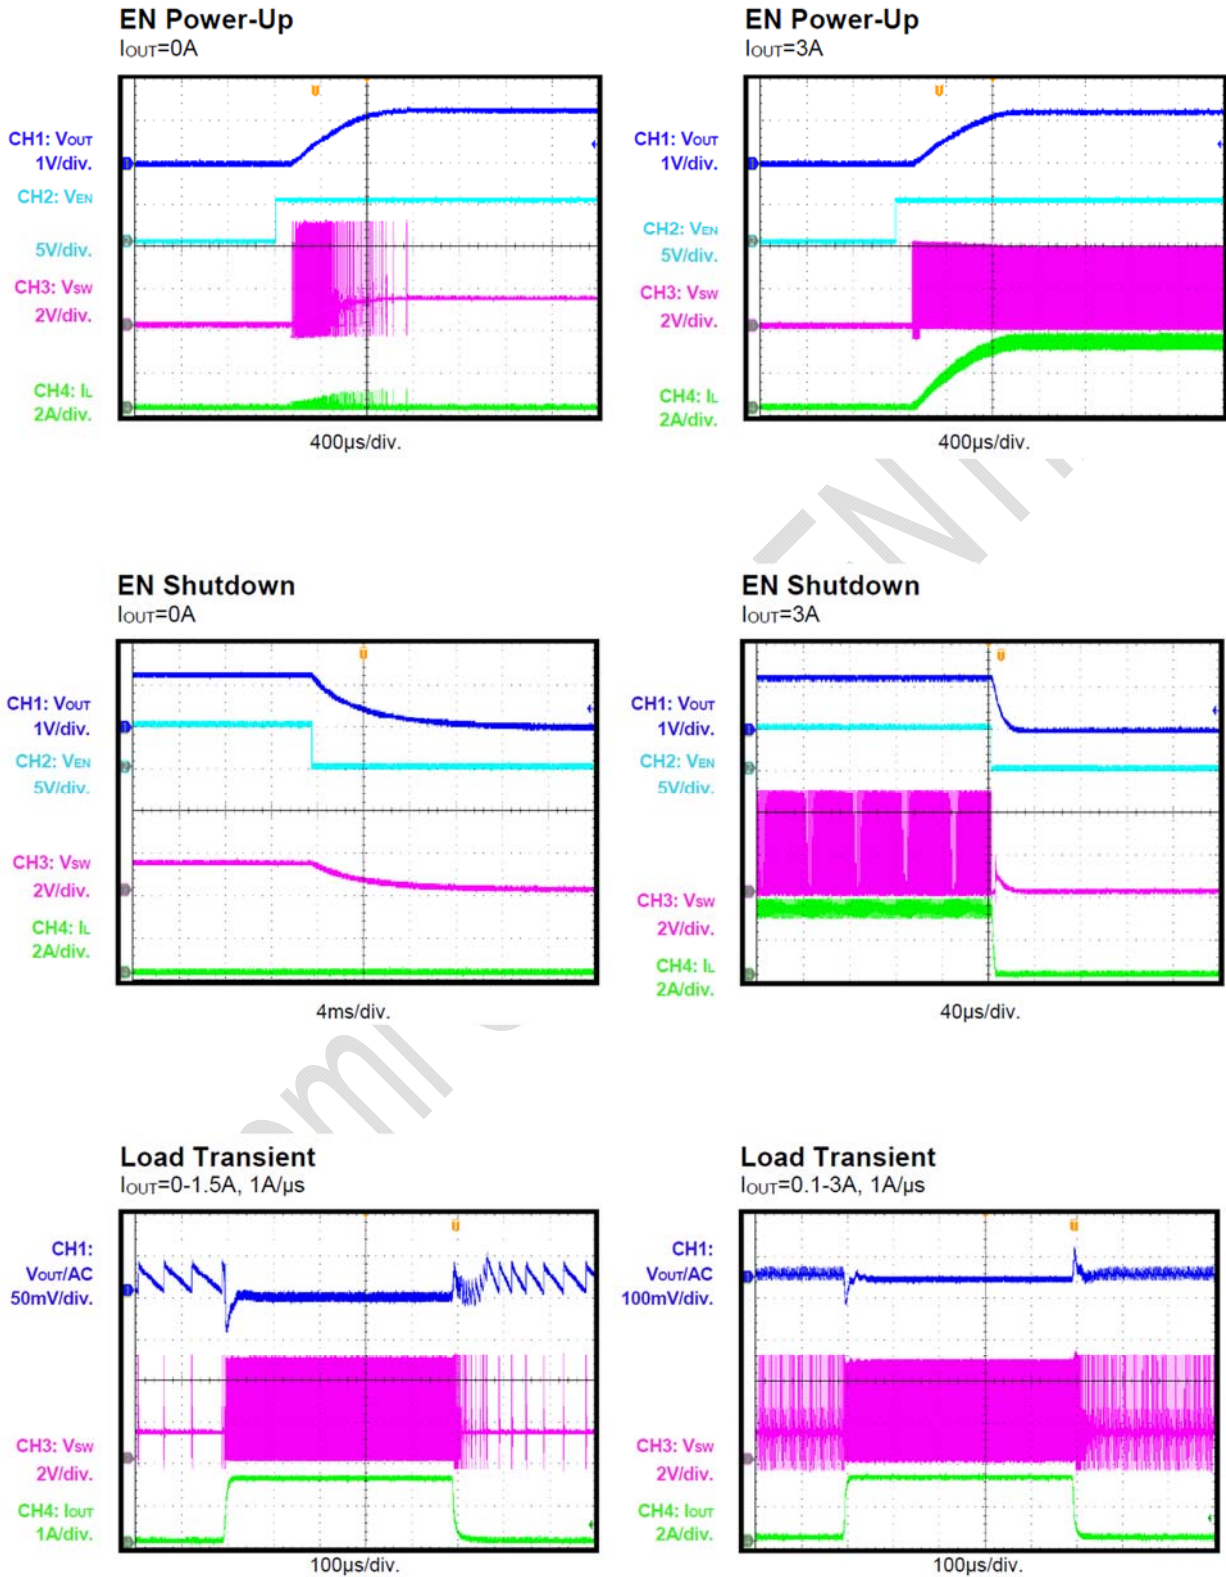 EN Power-Up
IOUT=0A
CH1: VOUT
1V/div.
CH2: VEN
5V/div.
CH3: VSW
2V/div.
CH4: IL
2A/div.
400µs/div.
EN Power-Up
IOUT=3A
CH1: VOUT
1V/div.
CH2: VEN
5V/div.
CH3: VSW
2V/div.
CH4: IL
2A/div.
400µs/div.
EN Shutdown
IOUT=0A
CH1: VOUT
1V/div.
CH2: VEN
5V/div.
CH3: VSW
2V/div.
CH4: IL
2A/div.
4ms/div.
EN Shutdown
IOUT=3A
CH1: VOUT
1V/div.
CH2: VEN
5V/div.
CH3: VSW
2V/div.
CH4: IL
2A/div.
40µs/div.
Load Transient
IOUT=0-1.5A, 1A/µs
CH1:
VOUT/AC
50mV/div.
CH3: VSW
2V/div.
CH4: IOUT
1A/div.
100µs/div.
Load Transient
IOUT=0.1-3A, 1A/µs
CH1:
VOUT/AC
100mV/div.
CH3: VSW
2V/div.
CH4: IOUT
2A/div.
100µs/div.